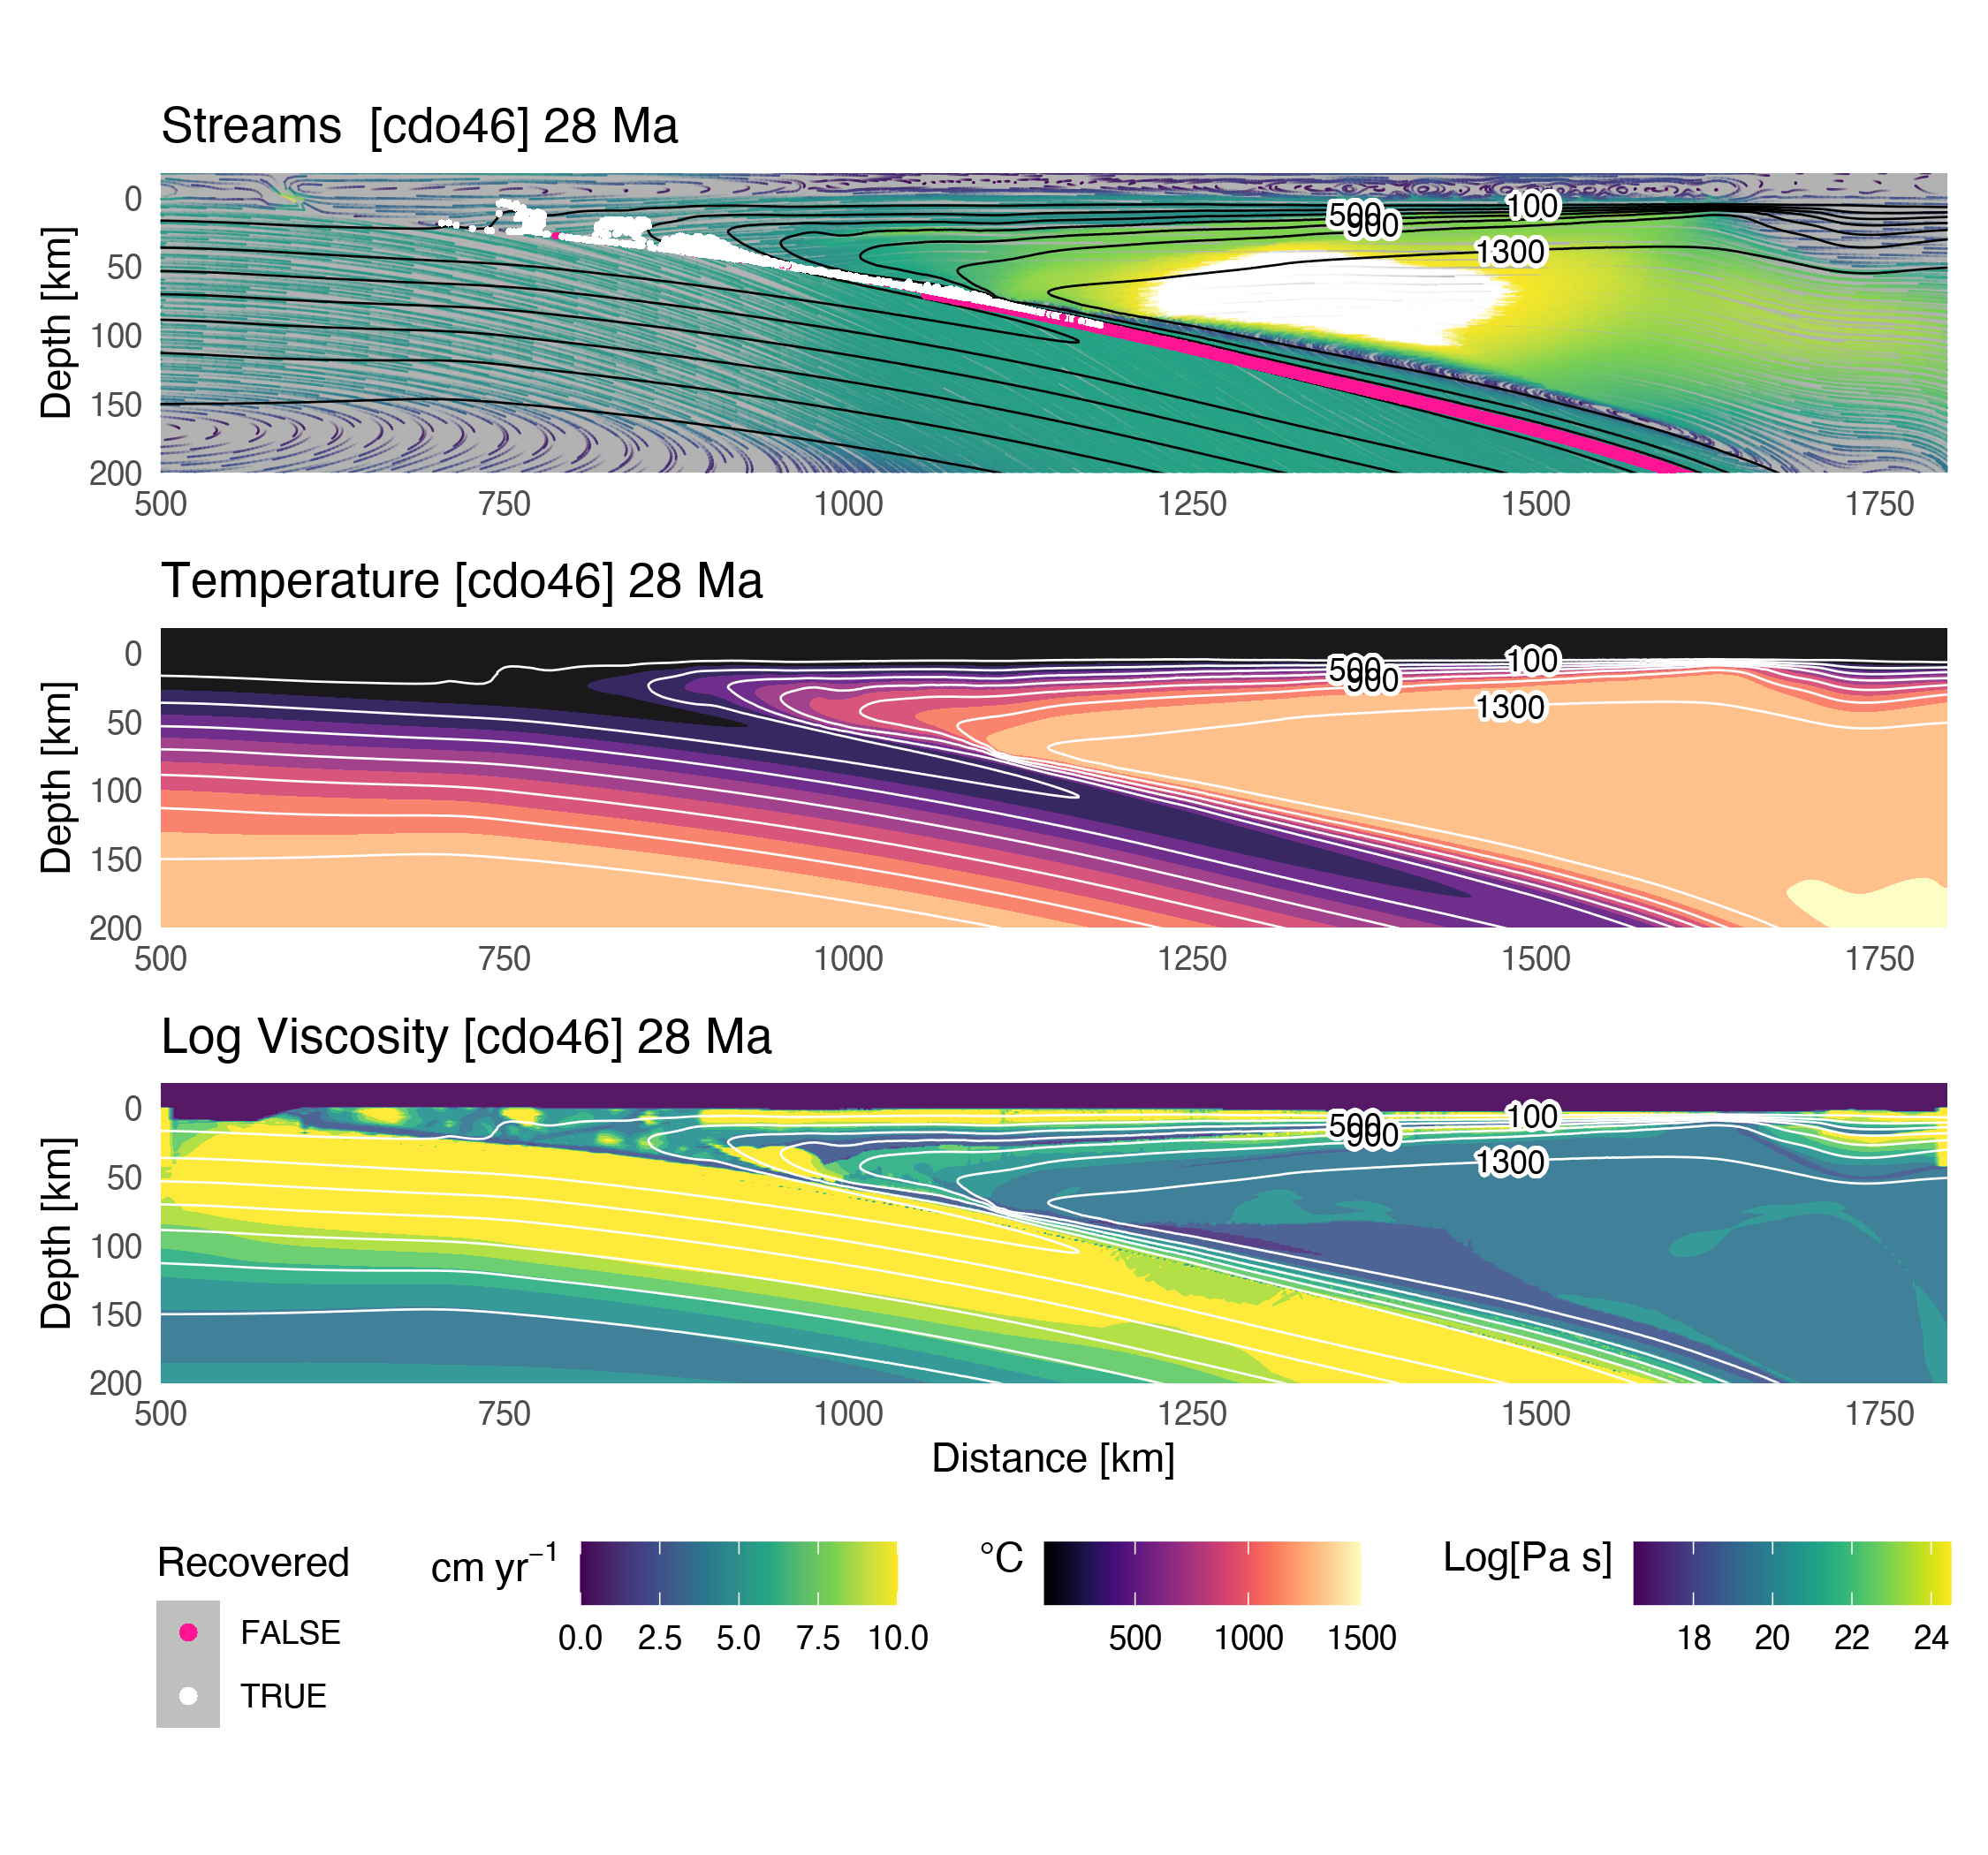 Streams  [cdo46] 28 Ma
Depth [km]
0
50
100
150
200
500
900
100
1300
500 750 1000 1250 1500 1750
Temperature [cdo46] 28 Ma
Depth [km]
0
50
100
150
200
500
900
100
1300
500 750 1000 1250 1500 1750
Log Viscosity [cdo46] 28 Ma
Depth [km]
0
50
100
150
200
500
900
100
1300
500 750 1000 1250 1500 1750
Distance [km]
Recovered
FALSE
TRUE
cm yr⁻¹
0.0 2.5 5.0 7.5 10.0
°C
500 1000 1500
Log[Pa s]
18 20 22 24